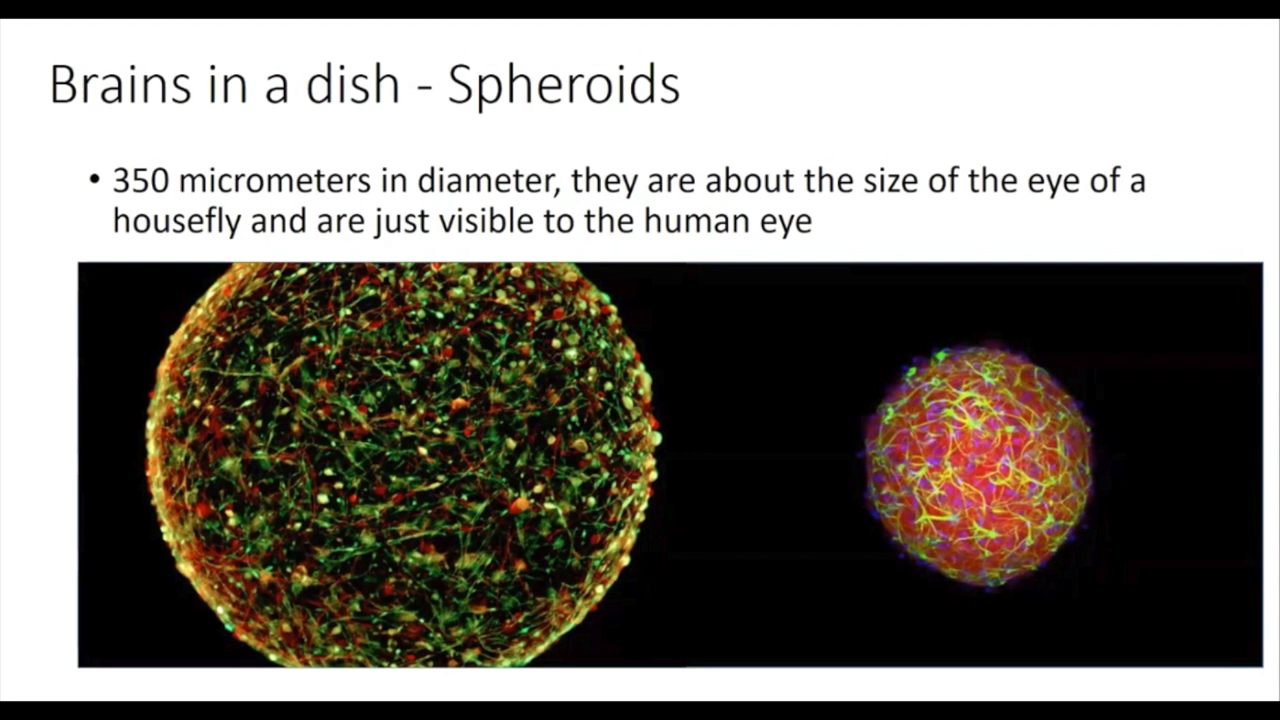 Brains in a dish - Spheroids
• 350 micrometers in diameter, they are about the size of the eye of a
housefly and are just visible to the human eye